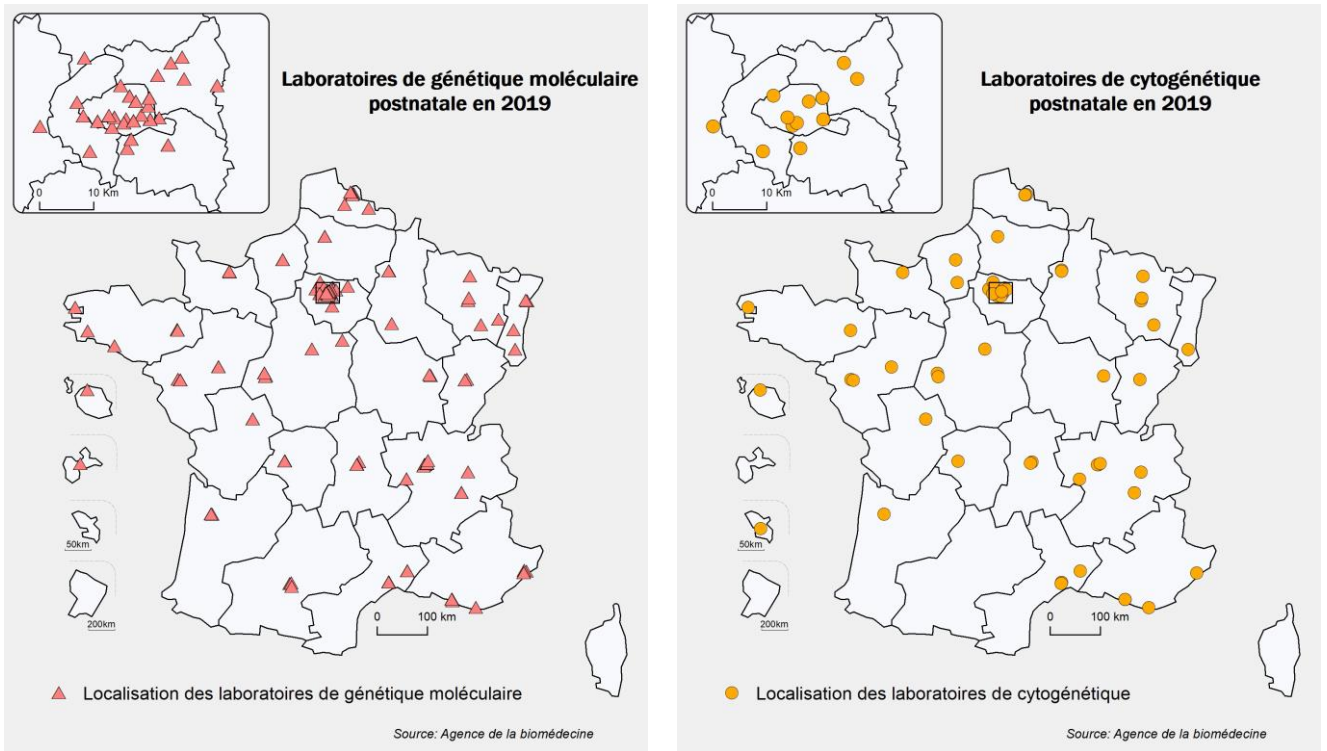 Laboratoires de génétique moléculaire
postnatale en 2019
0
10 Km
50km
200km
0
100 km
Localisation des laboratoires de génétique moléculaire
Source: Agence de la biomédecine
Laboratoires de cytogénétique
postnatale en 2019
0
10 Km
50km
200km
0
100 km
Localisation des laboratoires de cytogénétique
Source: Agence de la biomédecine